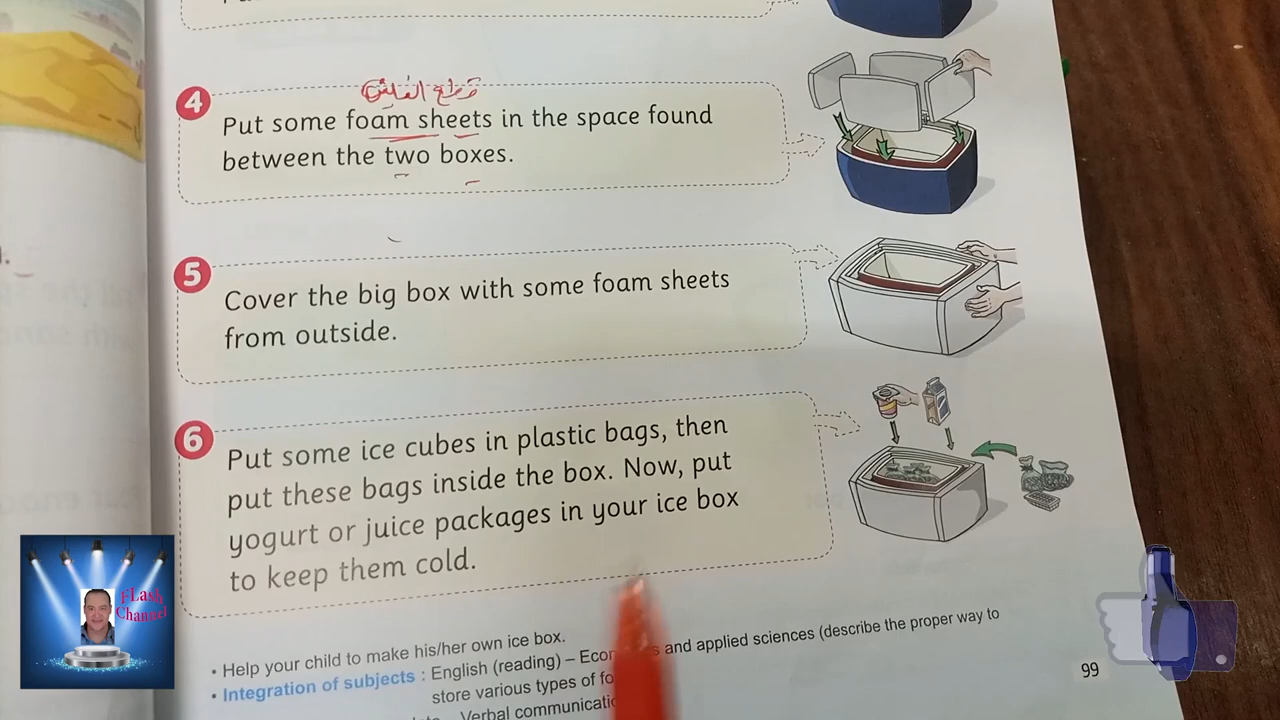 4
قطع الفلين
Put some foam sheets in the space found
between the two boxes.
5
Cover the big box with some foam sheets
from outside.
6
Put some ice cubes in plastic bags, then
put these bags inside the box. Now, put
yogurt or juice packages in your ice box
to keep them cold.
• Help your child to make his/her own ice box.
• Integration of subjects : English (reading) – and applied sciences (describe the proper way to
store various types of
Verbal
99
FLash
Channel